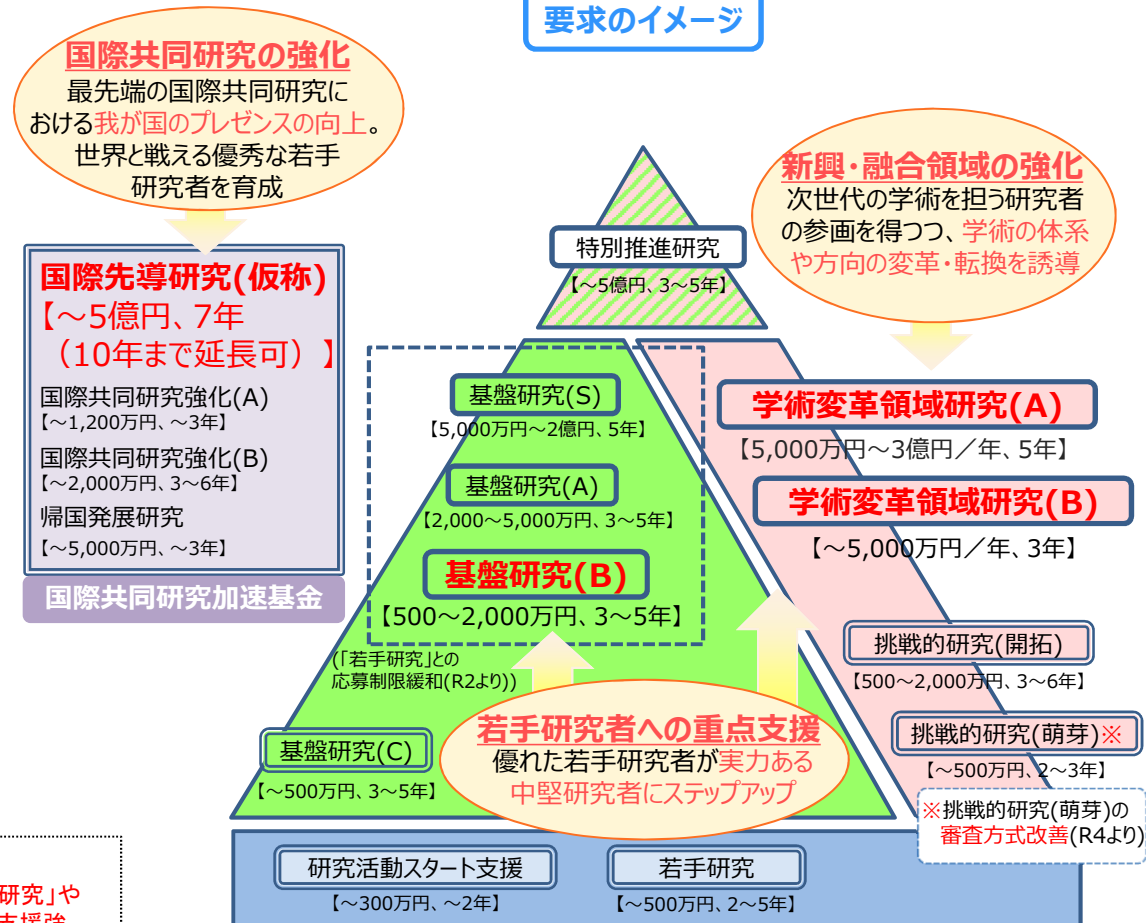 要求のイメージ
国際共同研究の強化
最先端の国際共同研究に
おける我が国のプレゼンスの向上。
世界と戦える優秀な若手
研究者を育成
新興・融合領域の強化
次世代の学術を担う研究者
の参画を得つつ、学術の体系
や方向の変革・転換を誘導
国際先導研究(仮称)
【～5億円、7年
（10年まで延長可）】
国際共同研究強化(A)
【～1,200万円、～3年】
国際共同研究強化(B)
【～2,000万円、3～6年】
帰国発展研究
【～5,000万円、～3年】
国際共同研究加速基金
特別推進研究
【～5億円、3～5年】
基盤研究(S)
【5,000万円～2億円、5年】
基盤研究(A)
【2,000～5,000万円、3～5年】
基盤研究(B)
【500～2,000万円、3～5年】
(「若手研究」との
応募制限緩和(R2より))
基盤研究(C)
【～500万円、3～5年】
若手研究者への重点支援
優れた若手研究者が実力ある
中堅研究者にステップアップ
学術変革領域研究(A)
【5,000万円～3億円／年、5年】
学術変革領域研究(B)
【～5,000万円／年、3年】
挑戦的研究(開拓)
【500～2,000万円、3～6年】
挑戦的研究(萌芽)※
【～500万円、2～3年】
※挑戦的研究(萌芽)の
審査方式改善(R4より)
研究活動スタート支援
【～300万円、～2年】
若手研究
【～500万円、2～5年】
研究」や